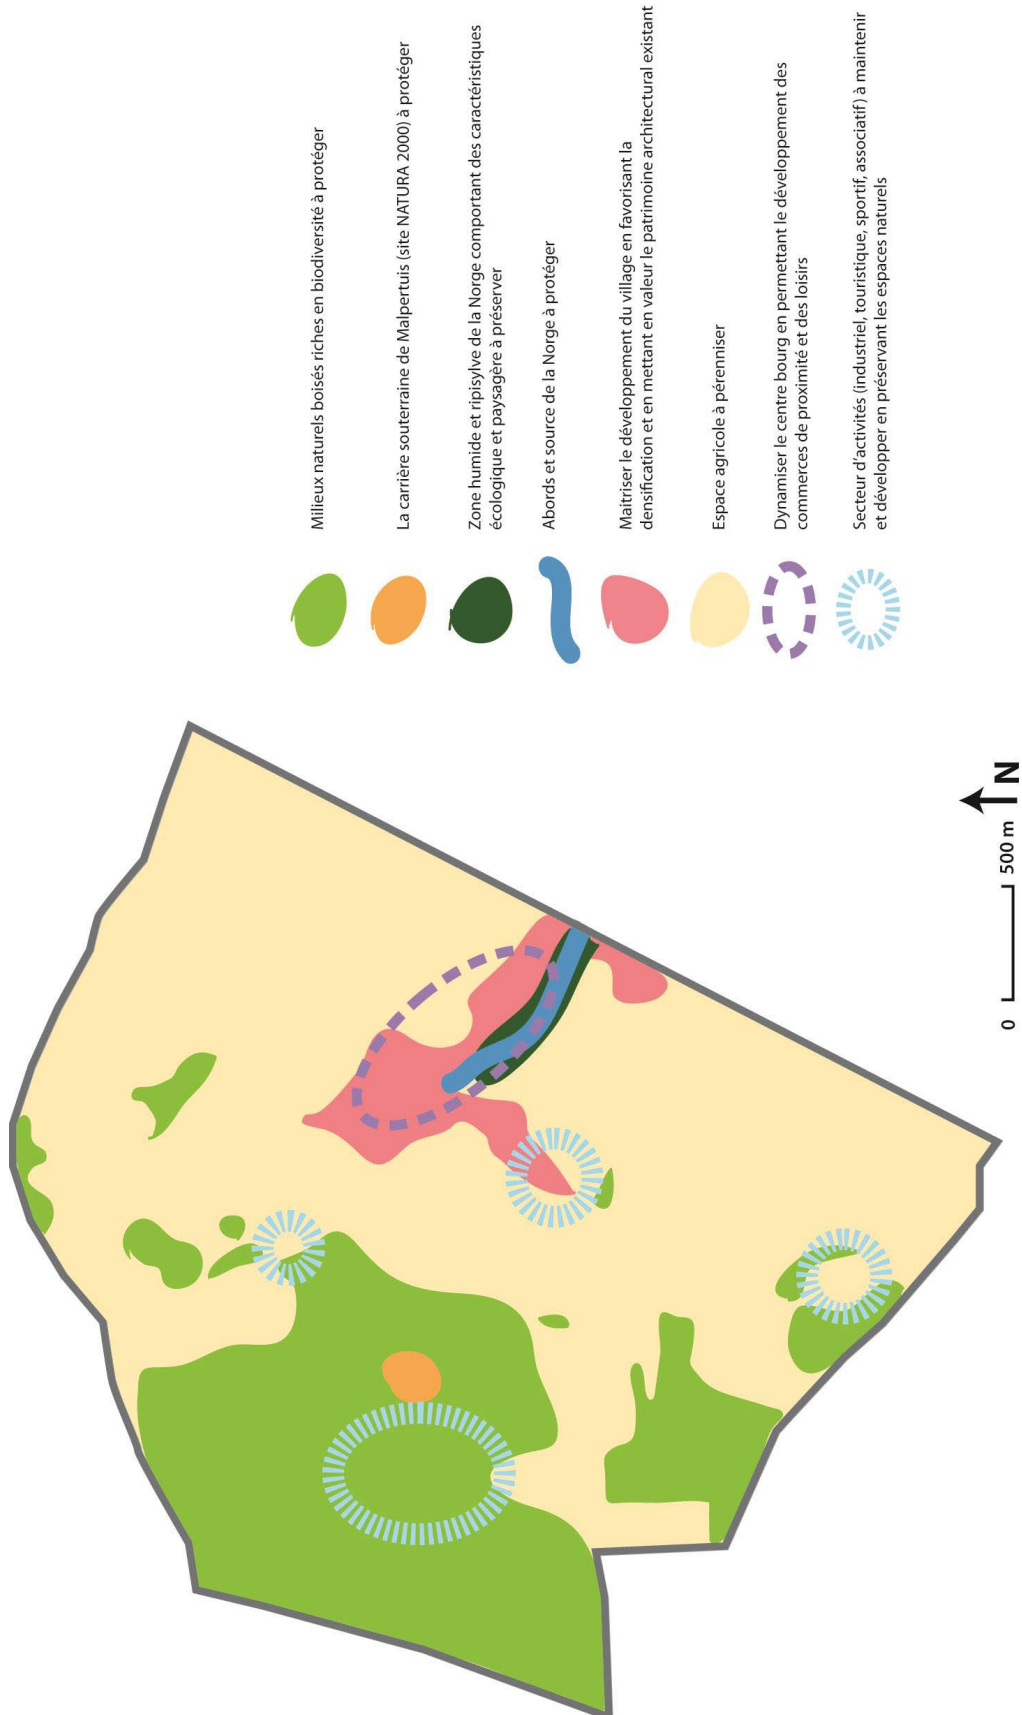 Milieux naturels boisés riches en biodiversité à protéger
La carrière souterraine de Malpertuis (site NATURA 2000) à protéger
Zone humide et ripisylve de la Norge comportant des caractéristiques
écologique et paysagère à préserver
Abords et source de la Norge à protéger
Maitriser le développement du village en favorisant la
densification et en mettant en valeur le patrimoine architectural existant
Espace agricole à pérenniser
Dynamiser le centre bourg en permettant le développement des
commerces de proximité et des loisirs
Secteur d'activités (industriel, touristique, sportif, associatif) à maintenir
et développer en préservant les espaces naturels
0 500 m
N